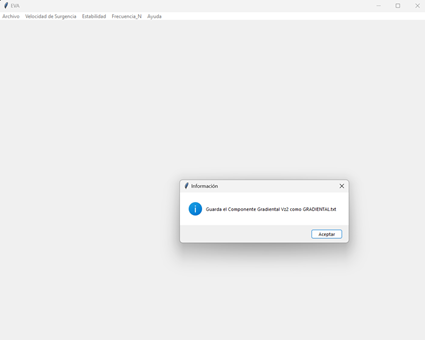 EVA
Archivo Velocidad de Surgencia Estabilidad Frecuencia_N Ayuda
Información
Guarda el Componente Gradiental Vz2 como GRADIENTAL.txt
Aceptar